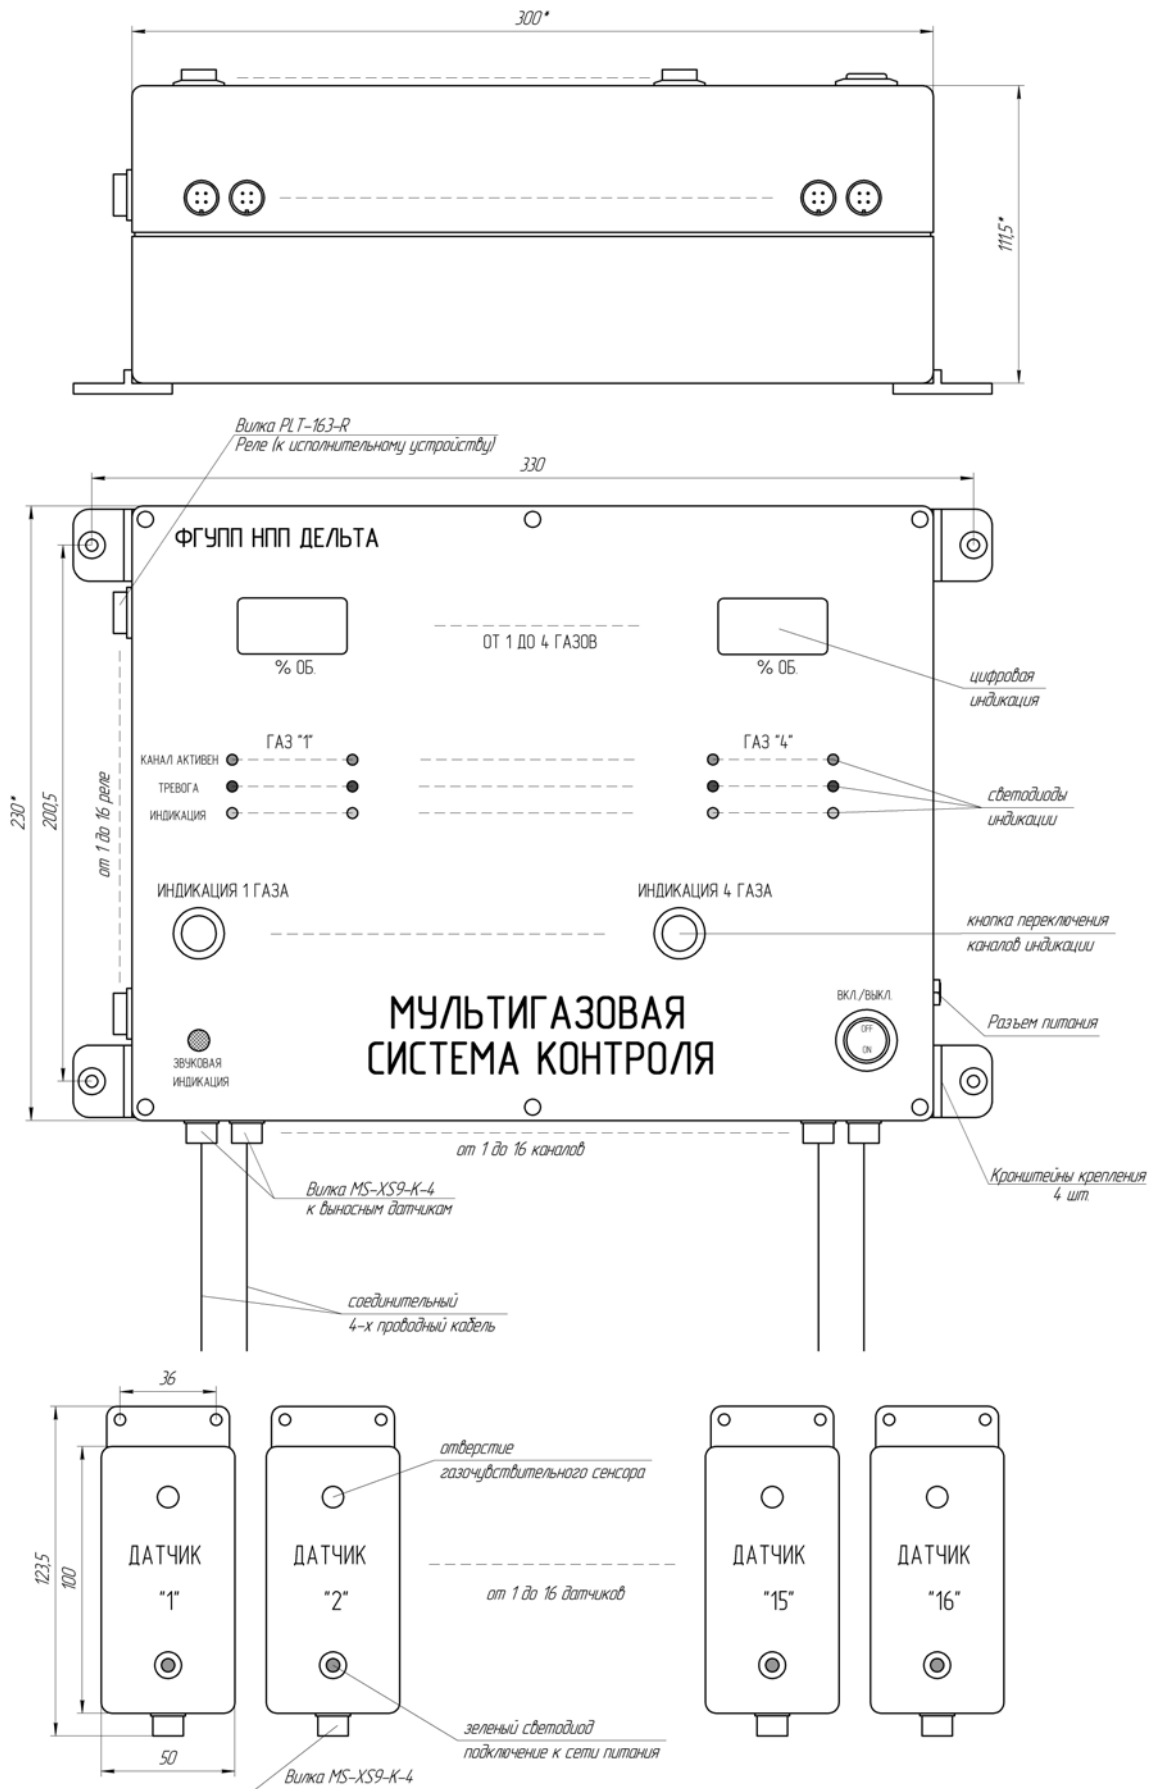 300*
111,5*
Вилка PLT-163-R
Реле (к исполнительному устройству)
330
ФГУПП НПП ДЕЛЬТА
ОТ 1 ДО 4 ГАЗОВ
% ОБ.
% ОБ.
цифровая
индикация
ГАЗ "1"
ГАЗ "4"
КАНАЛ АКТИВЕН
ТРЕВОГА
ИНДИКАЦИЯ
светодиоды
индикации
230*
200,5
от 1 до 16 реле
ИНДИКАЦИЯ 1 ГАЗА
ИНДИКАЦИЯ 4 ГАЗА
кнопка переключения
каналов индикации
МУЛЬТИГАЗОВАЯ
СИСТЕМА КОНТРОЛЯ
ВКЛ./ВЫКЛ.
OFF
ON
Разъем питания
ЗВУКОВАЯ
ИНДИКАЦИЯ
от 1 до 16 каналов
Вилка MS-XS9-K-4
к выносным датчикам
Кронштейны крепления
4 шт.
соединительный
4-х проводный кабель
36
отверстие
газочувствительного сенсора
123,5
100
ДАТЧИК
"1"
ДАТЧИК
"2"
от 1 до 16 датчиков
ДАТЧИК
"15"
ДАТЧИК
"16"
зеленый светодиод
подключение к сети питания
50
Вилка MS-XS9-K-4